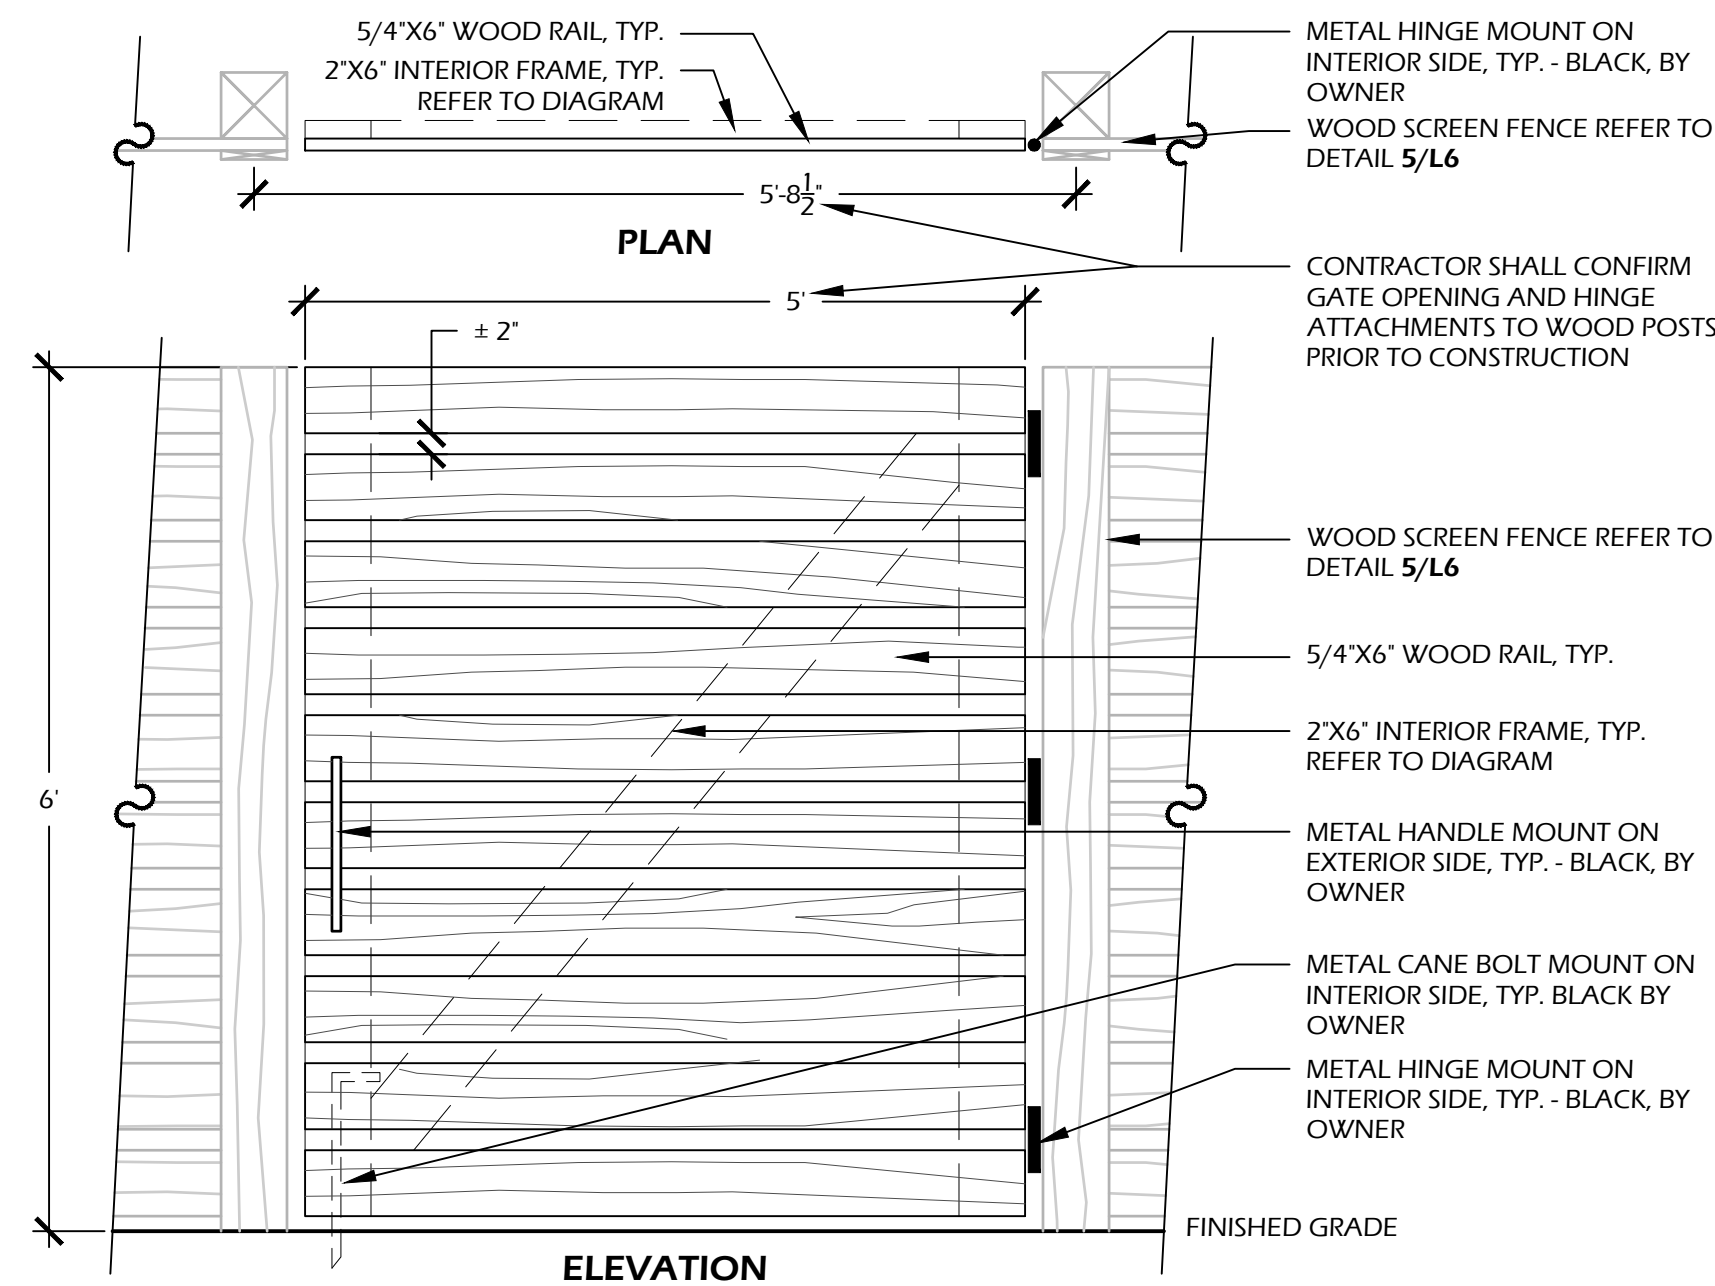 5/4"X6" WOOD RAIL, TYP.
2"X6" INTERIOR FRAME, TYP.
REFER TO DIAGRAM
METAL HINGE MOUNT ON
INTERIOR SIDE, TYP. - BLACK, BY
OWNER
WOOD SCREEN FENCE REFER TO
DETAIL 5/L6
5'-8 1/2"
PLAN
CONTRACTOR SHALL CONFIRM
GATE OPENING AND HINGE
ATTACHMENTS TO WOOD POSTS
PRIOR TO CONSTRUCTION
5'
± 2"
WOOD SCREEN FENCE REFER TO
DETAIL 5/L6
5/4"X6" WOOD RAIL, TYP.
2"X6" INTERIOR FRAME, TYP.
REFER TO DIAGRAM
6'
METAL HANDLE MOUNT ON
EXTERIOR SIDE, TYP. - BLACK, BY
OWNER
METAL CANE BOLT MOUNT ON
INTERIOR SIDE, TYP. BLACK BY
OWNER
METAL HINGE MOUNT ON
INTERIOR SIDE, TYP. - BLACK, BY
OWNER
FINISHED GRADE
ELEVATION